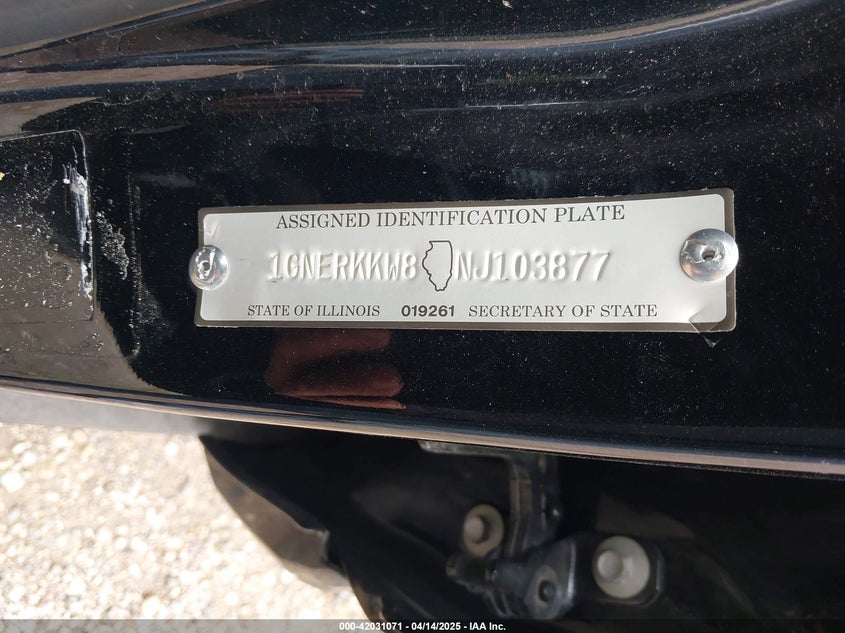 ASSIGNED IDENTIFICATION PLATE
1GNERKKW8 NJ103877
STATE OF ILLINOIS 019261 SECRETARY OF STATE
000-42031071 - 04/14/2025 - IAA Inc.